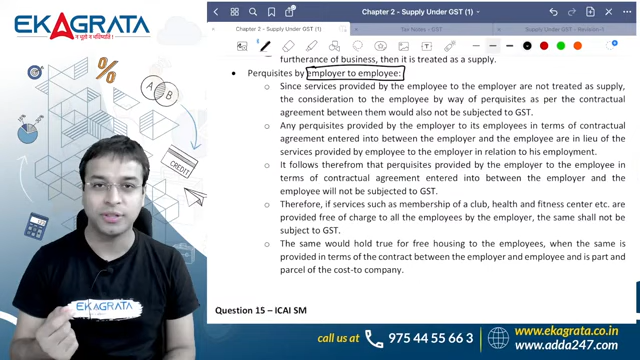 EKAGRATA
॥ न भूतो न भविष्यति ॥
Chapter 2 - Supply Under GST (1)
Chapter 2 - Supply Under GST (1)
Tax Notes - GST
Supply Under GST - Revision-1
furtherance of business, then it is treated as a supply.
• Perquisites by employer to employee:
o Since services provided by the employee to the employer are not treated as supply,
the consideration to the employee by way of perquisites as per the contractual
agreement between them would also not be subjected to GST.
o Any perquisites provided by the employer to its employees in terms of contractual
agreement entered into between the employer and the employee are in lieu of the
services provided by employee to the employer in relation to his employment.
o It follows therefrom that perquisites provided by the employer to the employee in
terms of contractual agreement entered into between the employer and the
employee will not be subjected to GST.
o Therefore, if services such as membership of a club, health and fitness center etc. are
provided free of charge to all the employees by the employer, the same shall not be
subject to GST.
o The same would hold true for free housing to the employees, when the same is
provided in terms of the contract between the employer and employee and is part and
parcel of the cost-to company.
Question 15 – ICAI SM
%
A
B
30%
CREDIT
EKAGRATA
call us at
975 44 55 66 3
www.ekagrata.co.in
www.adda247.com